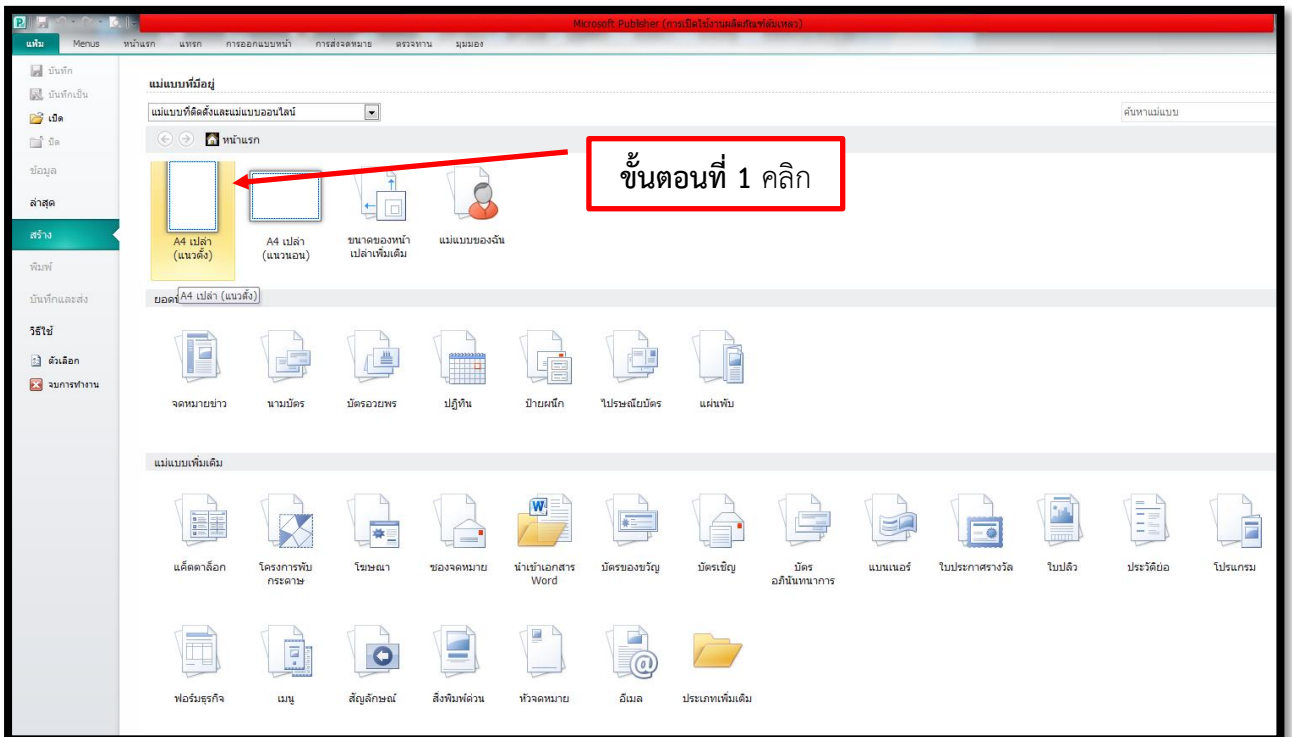 Microsoft Publisher (การเปิดใช้งานผลิตภัณฑ์ล้มเหลว)
แฟ้ม Menus หน้าแรก แทรก การออกแบบหน้า การส่งจดหมาย ตรวจทาน มุมมอง
บันทึก
บันทึกเป็น
เปิด
ปิด
ข้อมูล
ล่าสุด
สร้าง
พิมพ์
บันทึกและส่ง
วิธีใช้
ตัวเลือก
จบการทำงาน
แม่แบบที่มีอยู่
แม่แบบที่ติดตั้งและแม่แบบออนไลน์
ค้นหาแม่แบบ
หน้าแรก
ขั้นตอนที่ 1 คลิก
A4 เปล่า
(แนวตั้ง)
A4 เปล่า
(แนวนอน)
ขนาดของหน้า
เปล่าเพิ่มเติม
แม่แบบของฉัน
A4 เปล่า (แนวตั้ง)
จดหมายข่าว นามบัตร บัตรอวยพร ปฏิทิน ป้ายผนึก ไปรษณียบัตร แผ่นพับ
แม่แบบเพิ่มเติม
แค็ตตาล็อก
โครงการพับ
กระดาษ
โฆษณา
ซองจดหมาย
นำเข้าเอกสาร
Word
บัตรของขวัญ
บัตรเชิญ
บัตร
อภินันทนาการ
แบนเนอร์
ใบประกาศรางวัล
ใบปลิว
ประวัติย่อ
โปรแกรม
ฟอร์มธุรกิจ เมนู สัญลักษณ์ สิ่งพิมพ์ด่วน หัวจดหมาย อีเมล ประเภทเพิ่มเติม